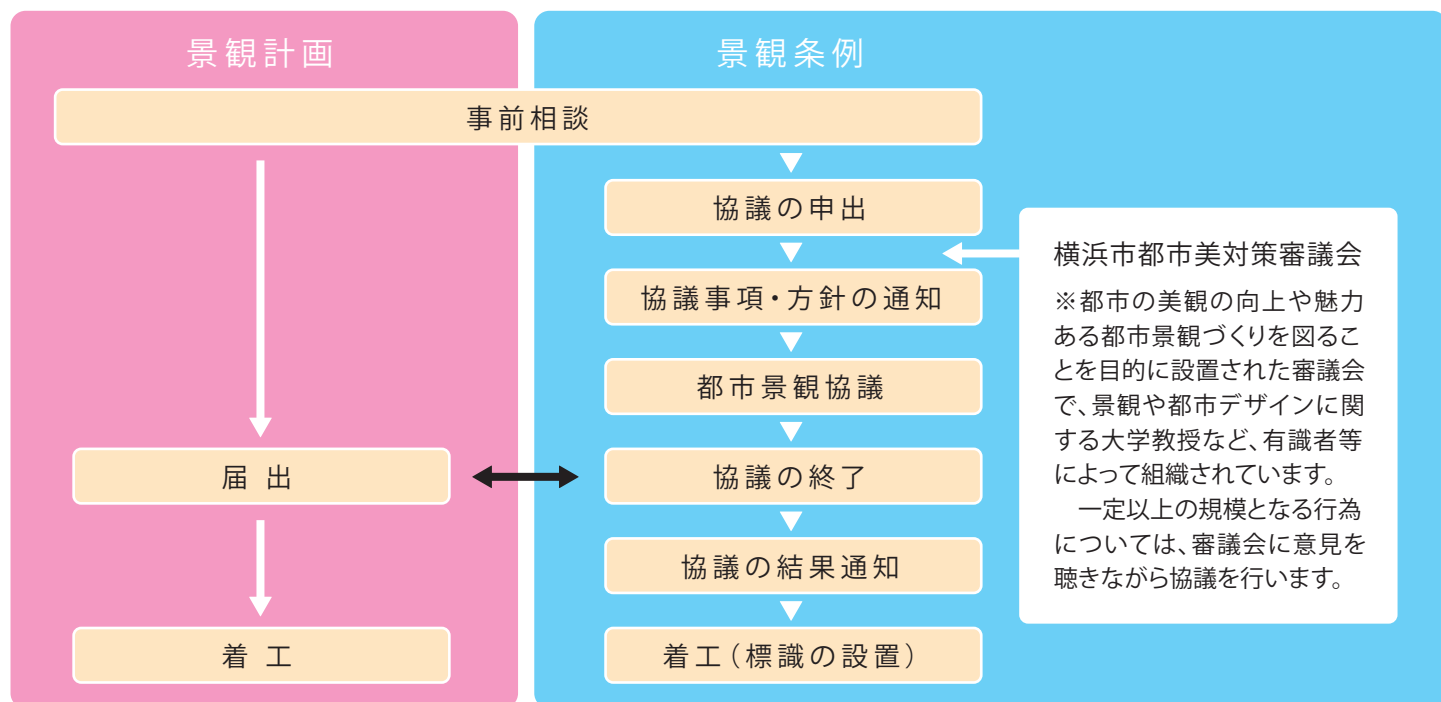 景観計画
景観条例
事前相談
協議の申出
協議事項・方針の通知
都市景観協議
届出
協議の終了
協議の結果通知
着工
着工(標識の設置)
横浜市都市美対策審議会
※都市の美観の向上や魅力
ある都市景観づくりを図るこ
とを目的に設置された審議会
で、景観や都市デザインに関
する大学教授など、有識者等
によって組織されています。
一定以上の規模となる行為
については、審議会に意見を
聴きながら協議を行います。